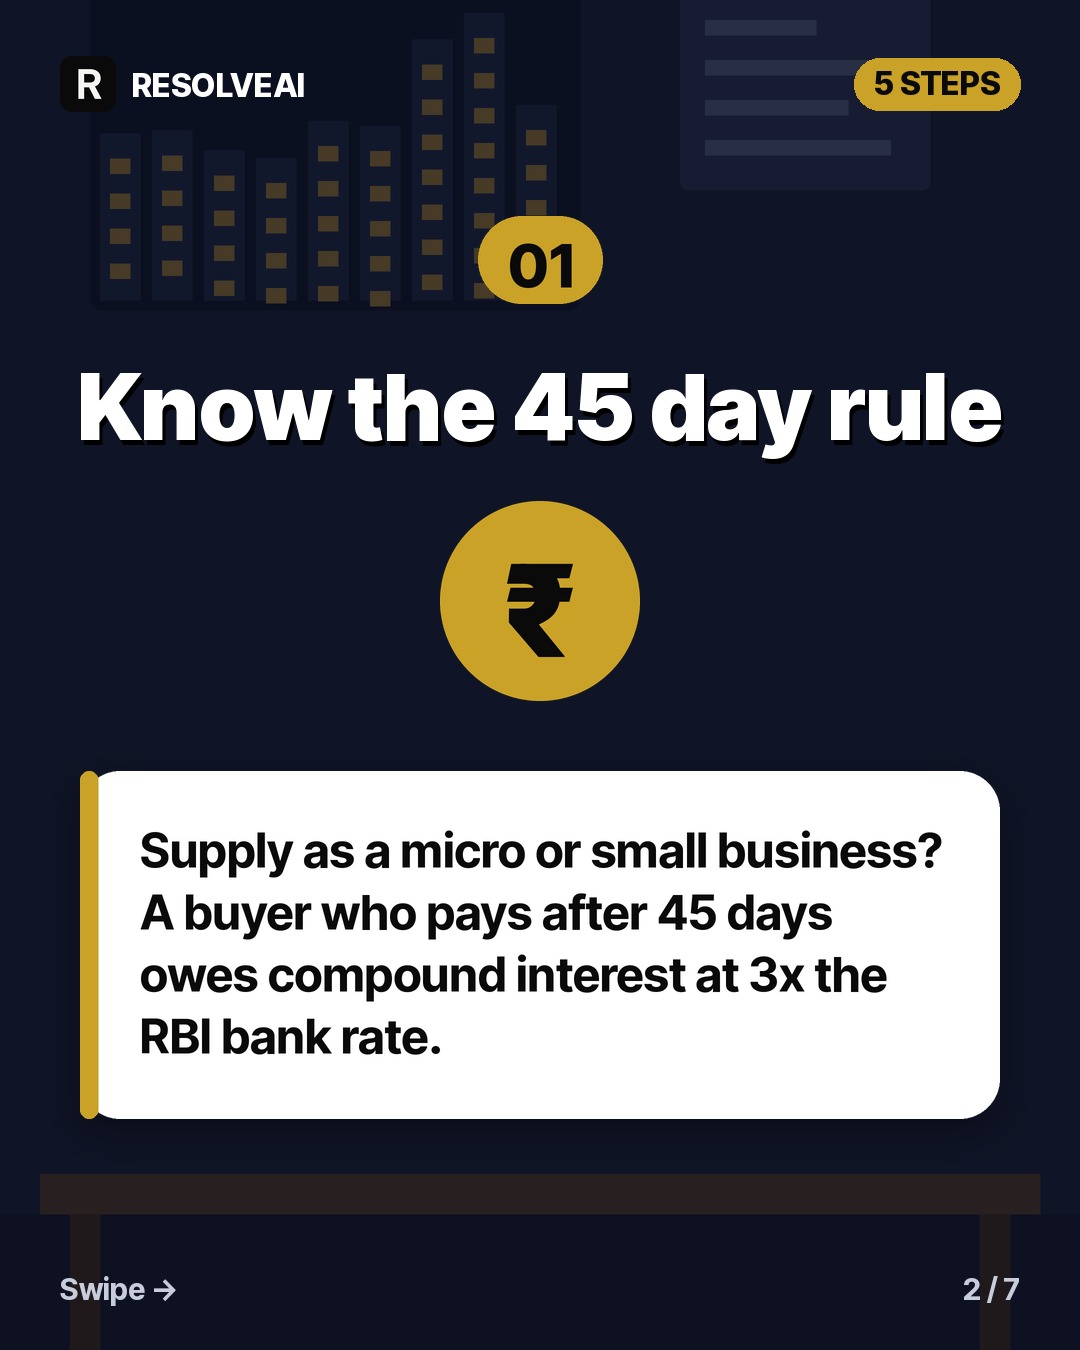 R RESOLVEAI
5 STEPS
01
Know the 45 day rule
₹
Supply as a micro or small business?
A buyer who pays after 45 days
owes compound interest at 3x the
RBI bank rate.
Swipe →
2 / 7